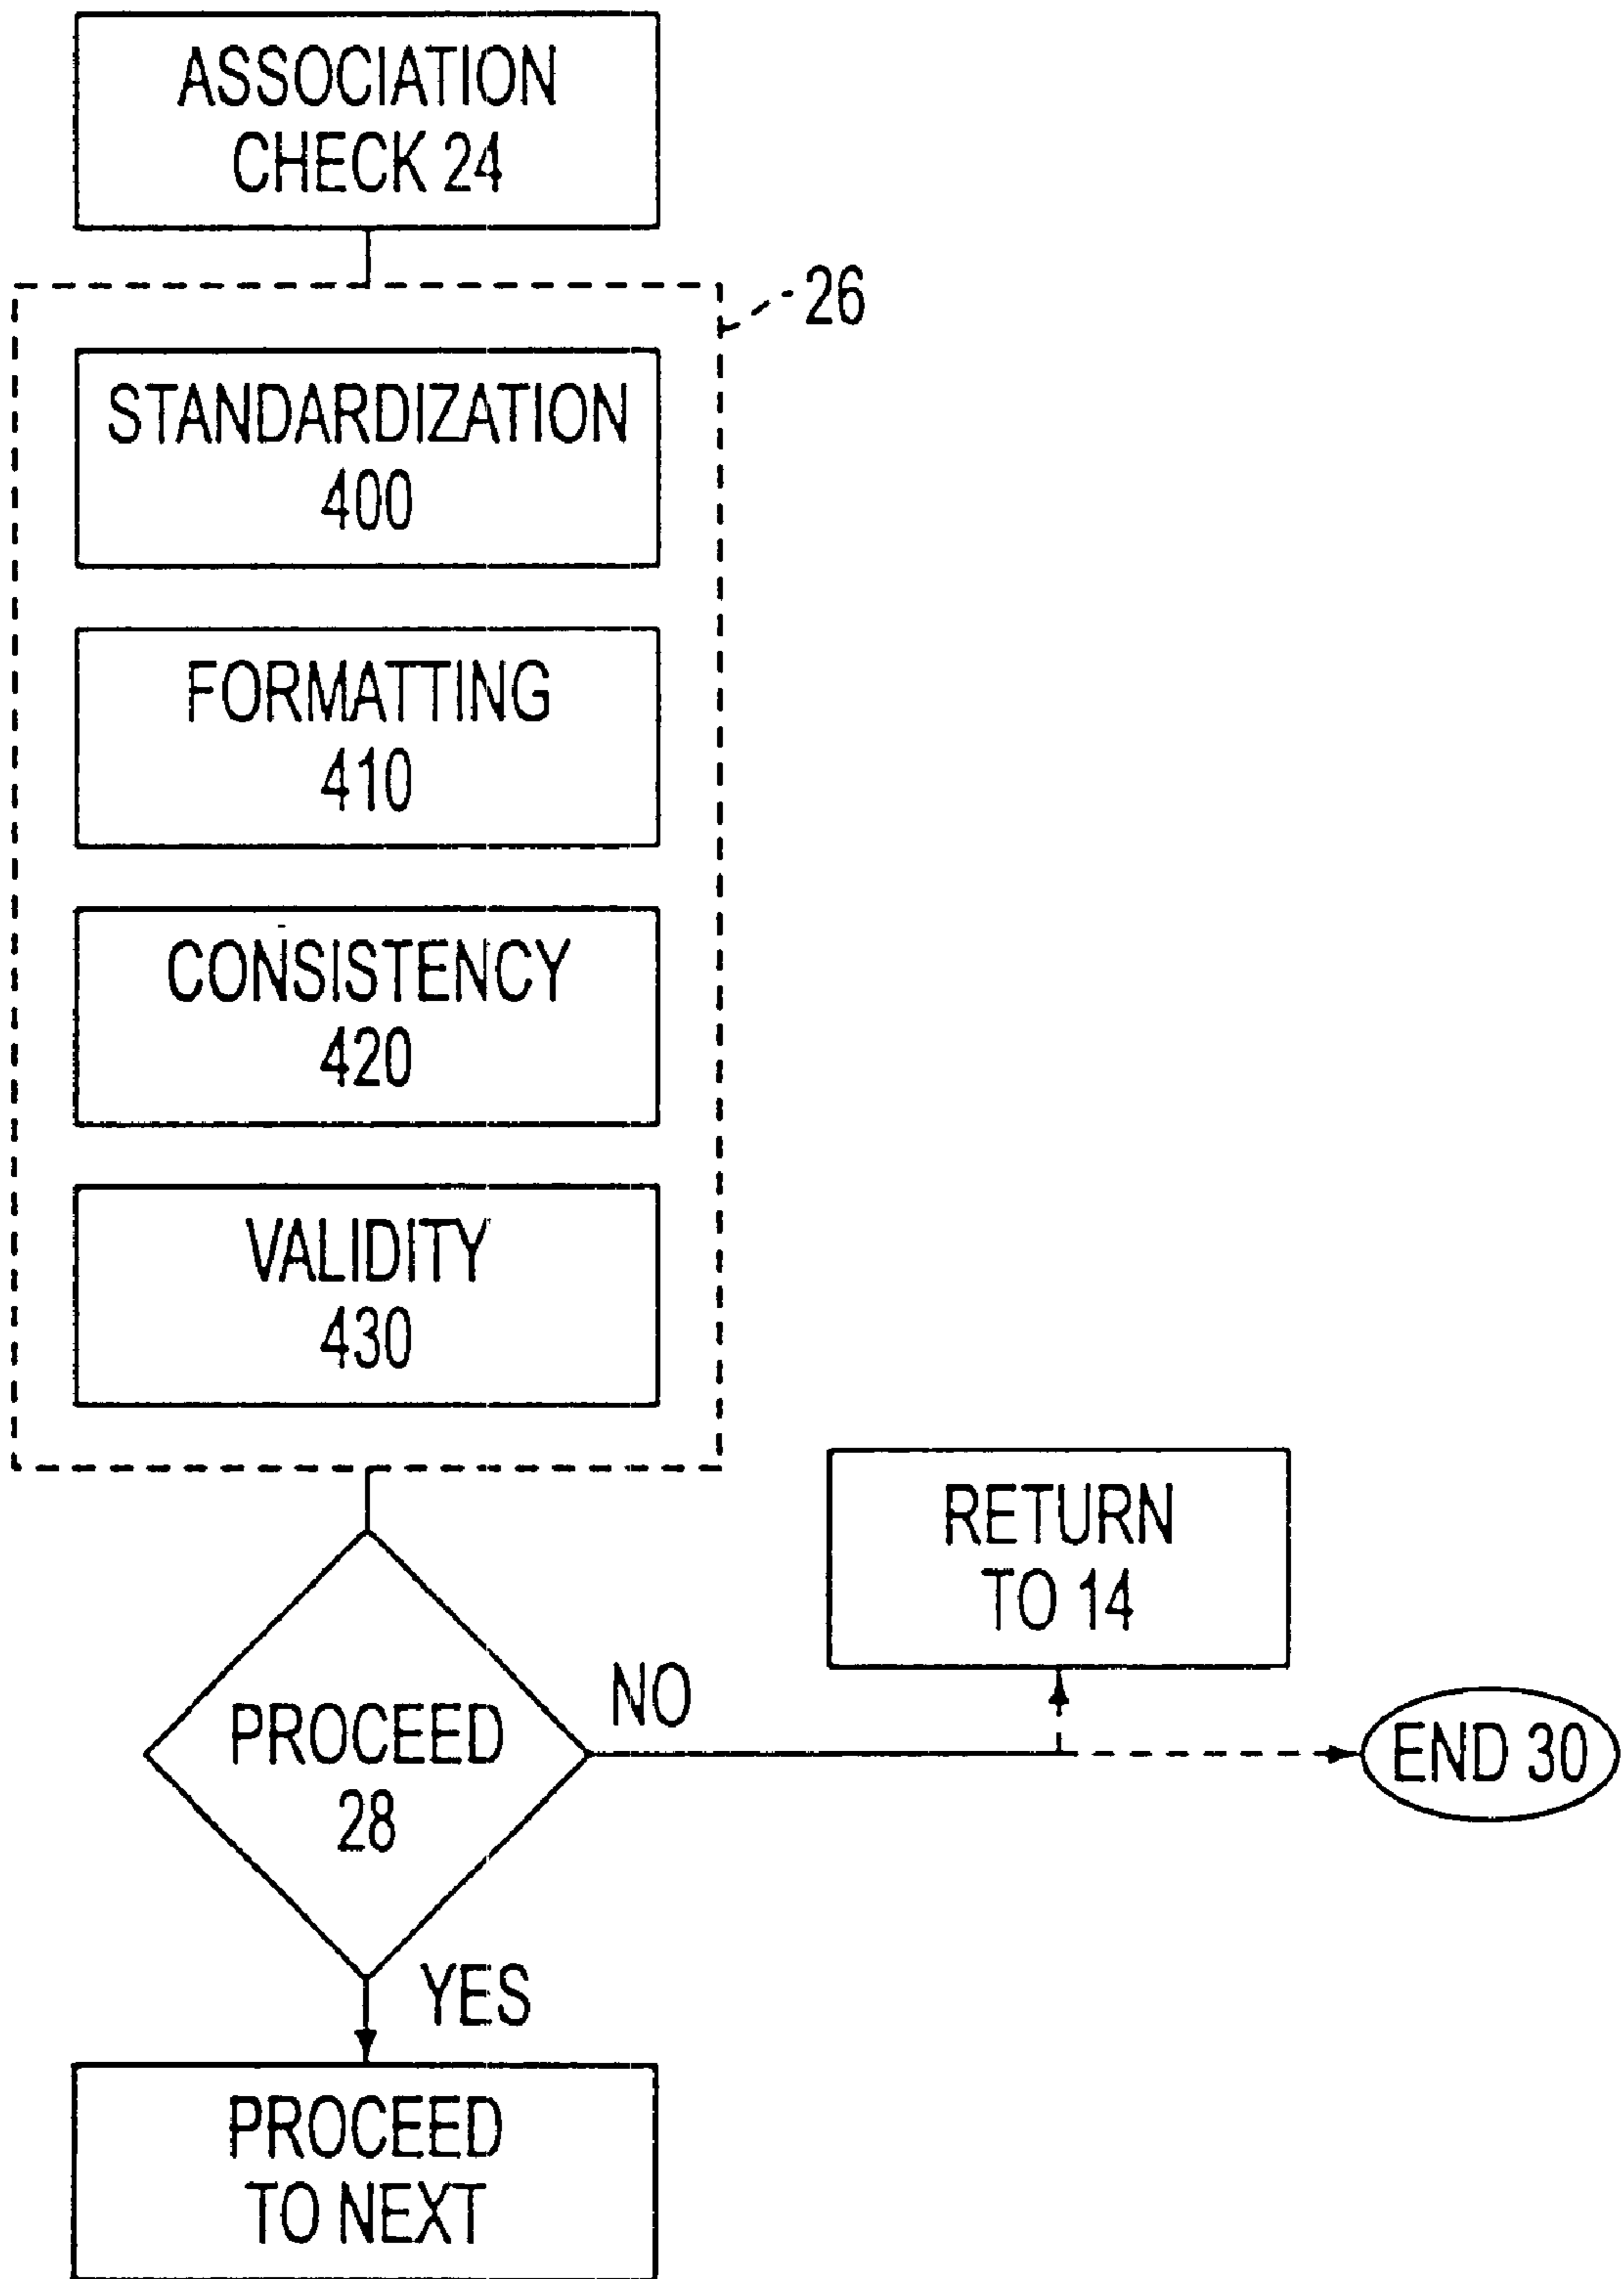 ASSOCIATION
CHECK 24
26
STANDARDIZATION
400
FORMATTING
410
CONSISTENCY
420
VALIDITY
430
RETURN
TO 14
NO
PROCEED
28
END 30
YES
PROCEED
TO NEXT